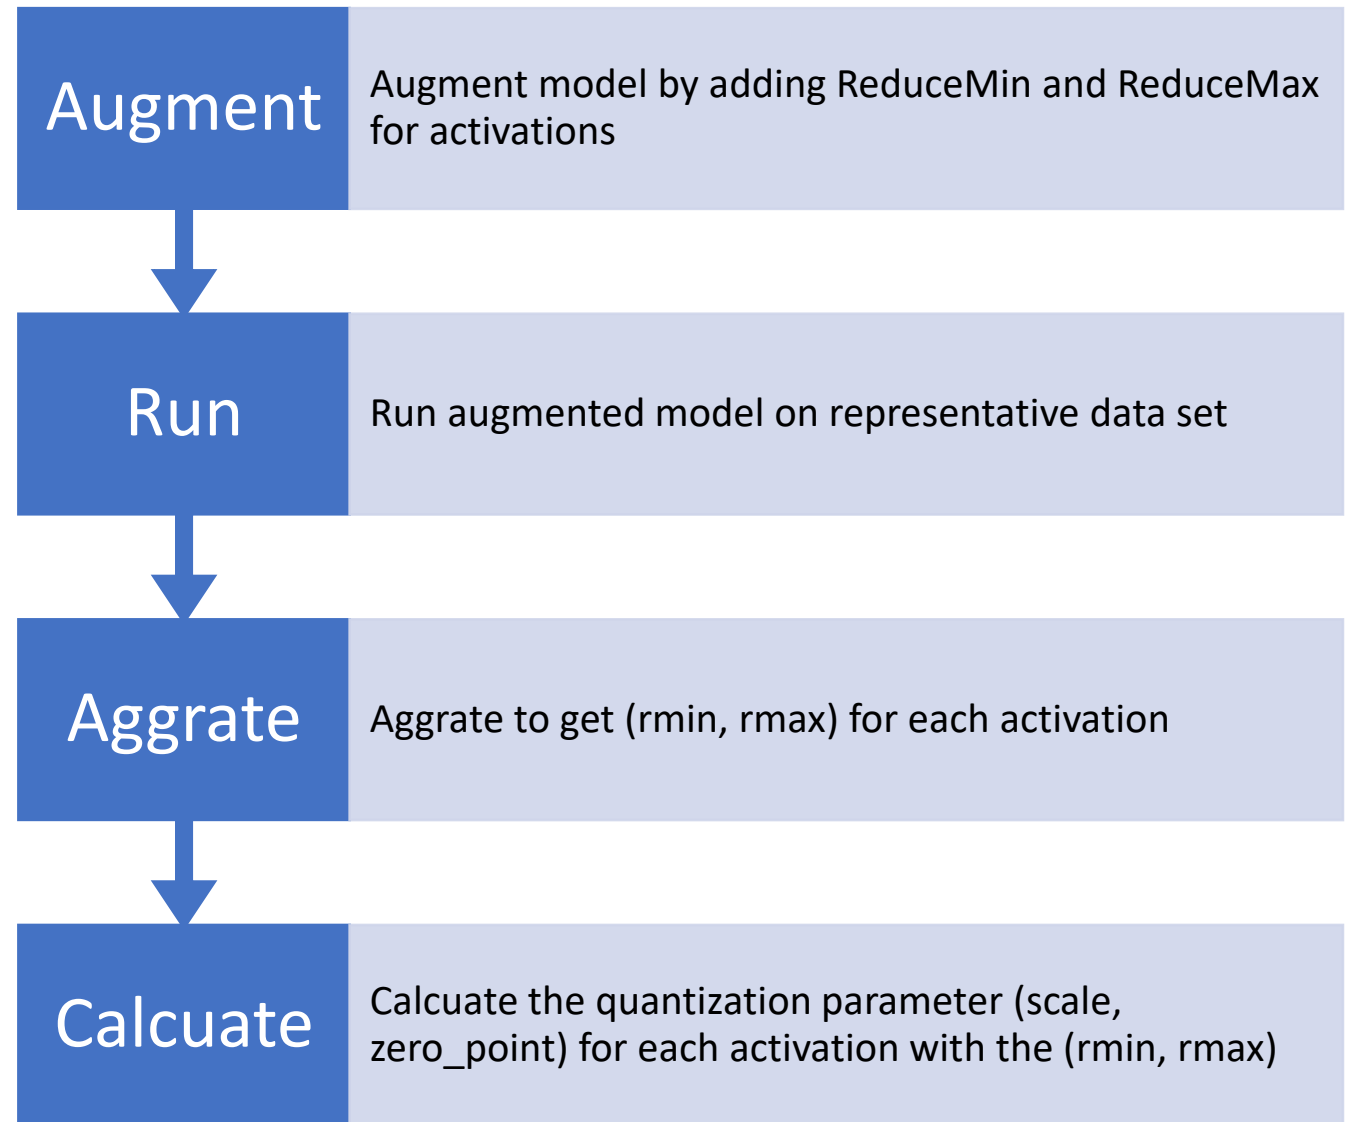 Augment
Augment model by adding ReduceMin and ReduceMax
for activations
Run
Run augmented model on representative data set
Aggrate
Aggrate to get (rmin, rmax) for each activation
Calcuate
Calcuate the quantization parameter (scale,
zero_point) for each activation with the (rmin, rmax)